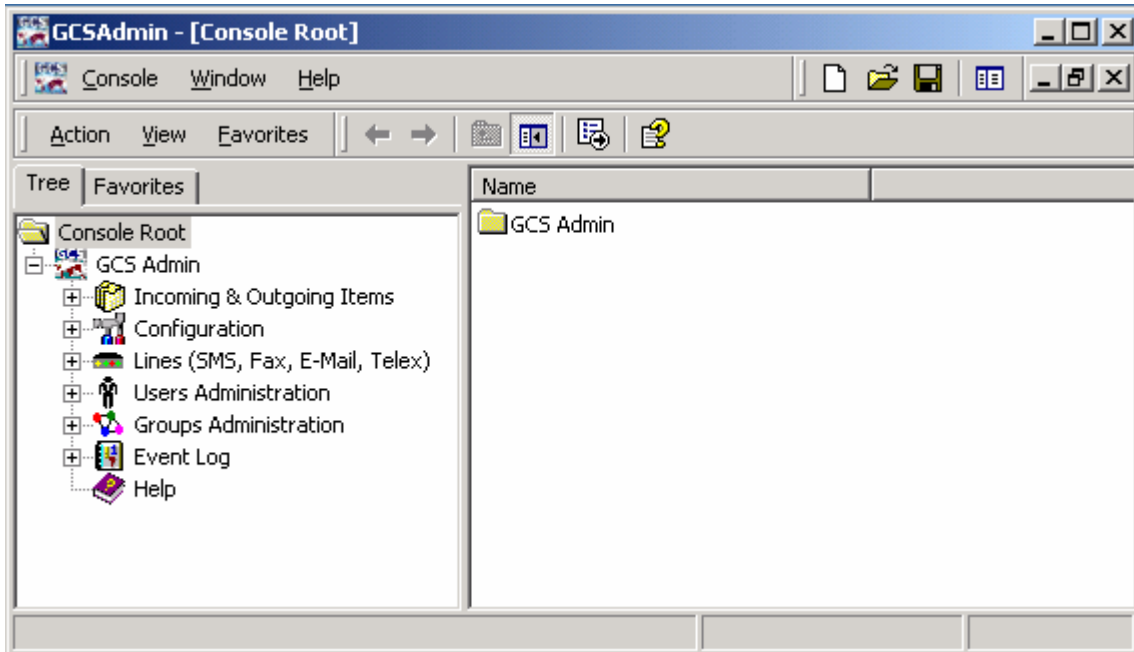 GCSAdmin - [Console Root]
Console Window Help
Action View Favorites
Tree Favorites
Name
Console Root
GCS Admin
GCS Admin
Incoming & Outgoing Items
Configuration
Lines (SMS, Fax, E-Mail, Telex)
Users Administration
Groups Administration
Event Log
Help